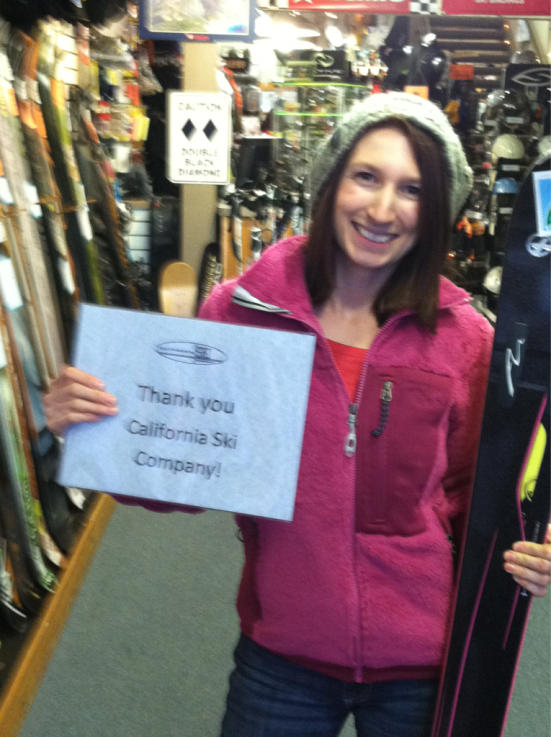 CAUTION
DOUBLE
BLACK
DIAMOND
Thank you
California Ski
Company!